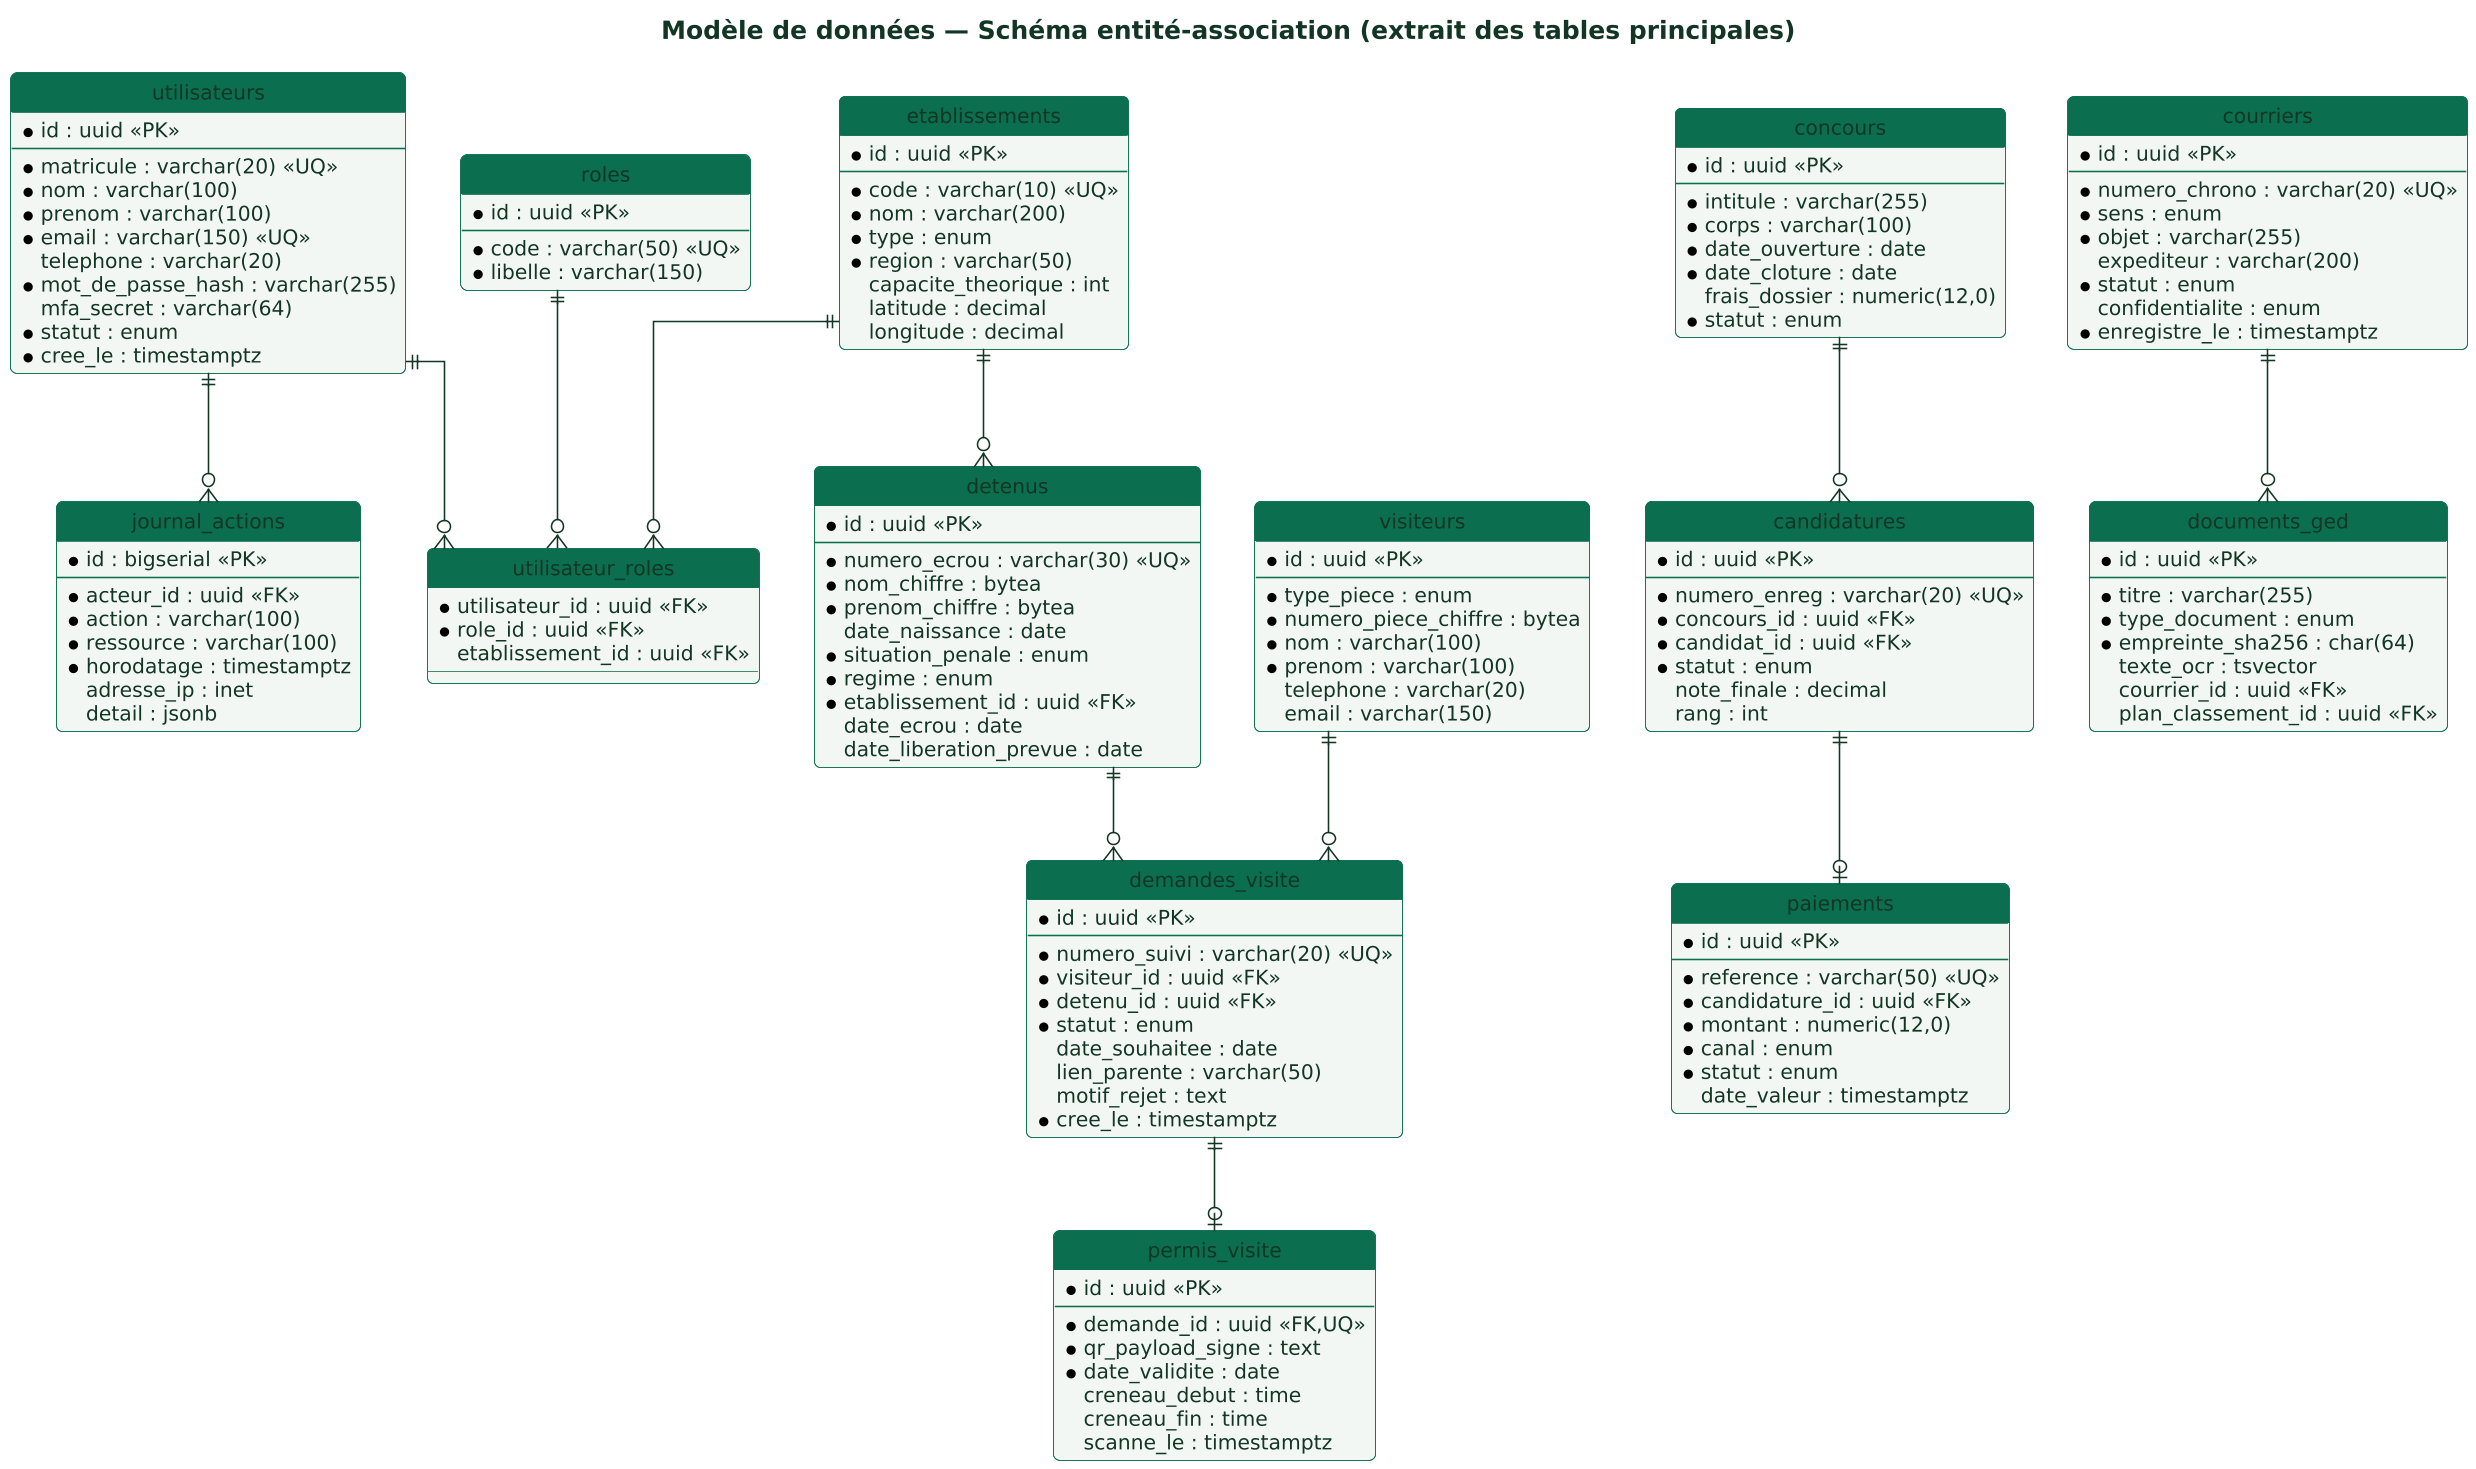 Modèle de données — Schéma entité-association (extrait des tables principales)
utilisateurs
id : uuid «PK»
matricule : varchar(20) «UQ»
nom : varchar(100)
prenom : varchar(100)
email : varchar(150) «UQ»
telephone : varchar(20)
mot_de_passe_hash : varchar(255)
mfa_secret : varchar(64)
statut : enum
cree_le : timestamptz
roles
id : uuid «PK»
code : varchar(50) «UQ»
libelle : varchar(150)
etablissements
id : uuid «PK»
code : varchar(10) «UQ»
nom : varchar(200)
type : enum
region : varchar(50)
capacite_theorique : int
latitude : decimal
longitude : decimal
concours
id : uuid «PK»
intitule : varchar(255)
corps : varchar(100)
date_ouverture : date
date_cloture : date
frais_dossier : numeric(12,0)
statut : enum
courriers
id : uuid «PK»
numero_chrono : varchar(20) «UQ»
sens : enum
objet : varchar(255)
expediteur : varchar(200)
statut : enum
confidentialite : enum
enregistre_le : timestamptz
journal_actions
id : bigserial «PK»
acteur_id : uuid «FK»
action : varchar(100)
ressource : varchar(100)
horodatage : timestamptz
adresse_ip : inet
detail : jsonb
utilisateur_roles
utilisateur_id : uuid «FK»
role_id : uuid «FK»
etablissement_id : uuid «FK»
detenus
id : uuid «PK»
numero_ecrou : varchar(30) «UQ»
nom_chiffre : bytea
prenom_chiffre : bytea
date_naissance : date
situation_penale : enum
regime : enum
etablissement_id : uuid «FK»
date_ecrou : date
date_liberation_prevue : date
visiteurs
id : uuid «PK»
type_piece : enum
numero_piece_chiffre : bytea
nom : varchar(100)
prenom : varchar(100)
telephone : varchar(20)
email : varchar(150)
candidatures
id : uuid «PK»
numero_enreg : varchar(20) «UQ»
concours_id : uuid «FK»
candidat_id : uuid «FK»
statut : enum
note_finale : decimal
rang : int
documents_ged
id : uuid «PK»
titre : varchar(255)
type_document : enum
empreinte_sha256 : char(64)
texte_ocr : tsvector
courrier_id : uuid «FK»
plan_classement_id : uuid «FK»
demandes_visite
id : uuid «PK»
numero_suivi : varchar(20) «UQ»
visiteur_id : uuid «FK»
detenu_id : uuid «FK»
statut : enum
date_souhaitee : date
lien_parente : varchar(50)
motif_rejet : text
cree_le : timestamptz
paiements
id : uuid «PK»
reference : varchar(50) «UQ»
candidature_id : uuid «FK»
montant : numeric(12,0)
canal : enum
statut : enum
date_valeur : timestamptz
permis_visite
id : uuid «PK»
demande_id : uuid «FK,UQ»
qr_payload_signe : text
date_validite : date
creneau_debut : time
creneau_fin : time
scanne_le : timestamptz